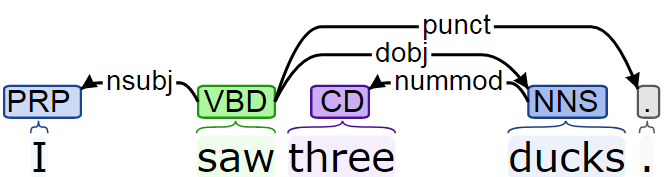 punct
dobj
nsubj nummod
PRP VBD CD NNS .
I saw three ducks .